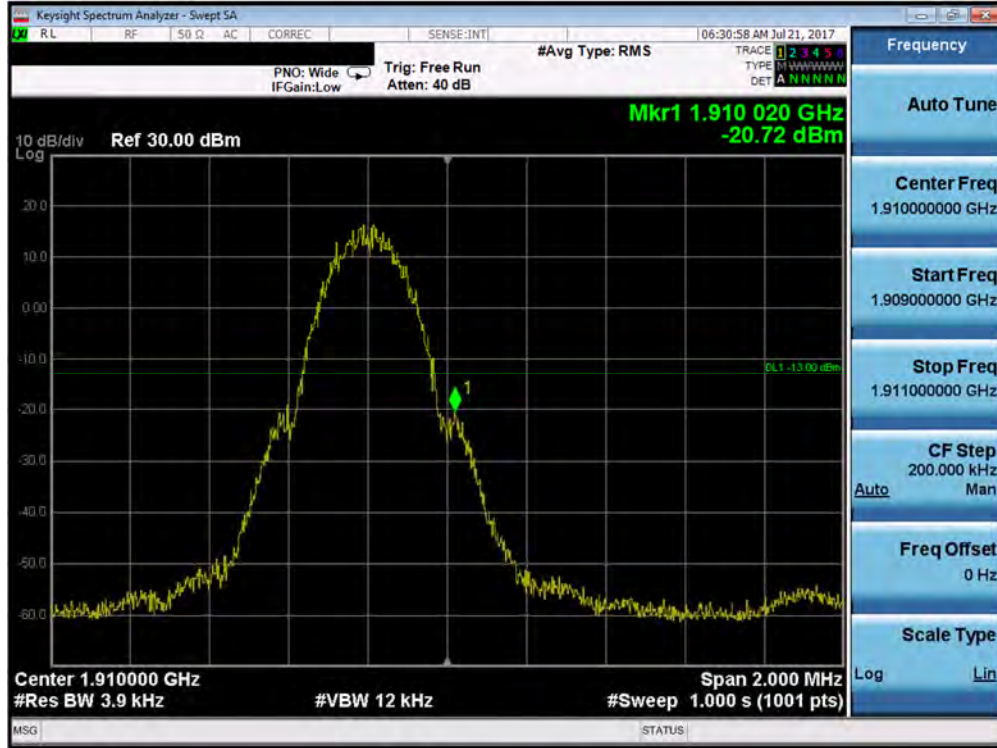 Keysight Spectrum Analyzer - Swept SA
LXI RL RF 50 Ω AC CORREC SENSE:INT 06:30:58 AM Jul 21, 2017
#Avg Type: RMS TRACE 1 2 3 4 5 6
PNO: Wide Trig: Free Run TYPE M WWWWW
IFGain:Low Atten: 40 dB DET A N N N N N
Mkr1 1.910 020 GHz
-20.72 dBm
10 dB/div Ref 30.00 dBm
Log
20.0
10.0
0.00
-10.0
DL1 -13.00 dBm
1
-20.0
-30.0
-40.0
-50.0
-60.0
Center 1.910000 GHz Span 2.000 MHz
#Res BW 3.9 kHz #VBW 12 kHz #Sweep 1.000 s (1001 pts)
MSG STATUS
Frequency
Auto Tune
Center Freq
1.910000000 GHz
Start Freq
1.909000000 GHz
Stop Freq
1.911000000 GHz
CF Step
200.000 kHz
Auto Man
Freq Offset
0 Hz
Scale Type
Log Lin